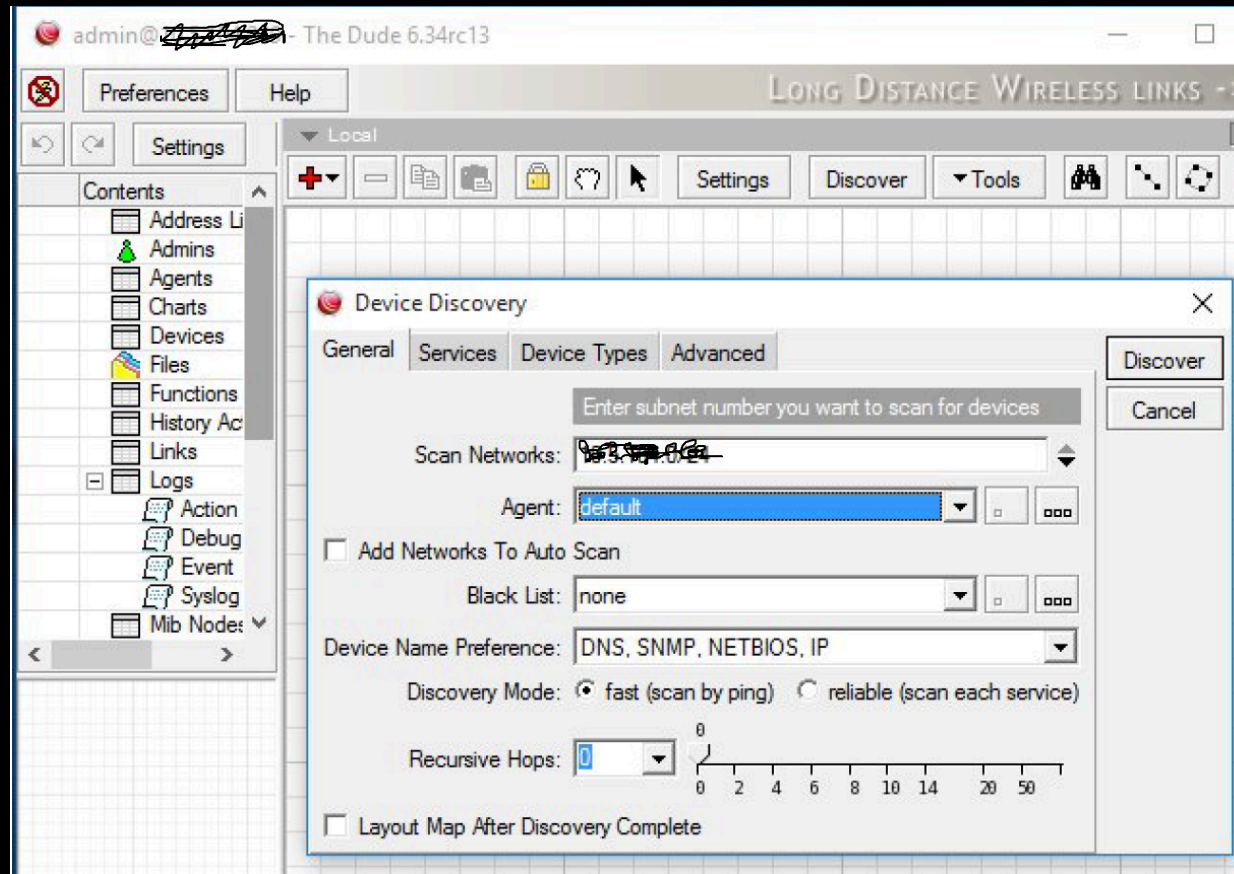 admin@ - The Dude 6.34rc13
Preferences Help LONG DISTANCE WIRELESS LINKS -
Settings
Local
Settings Discover Tools
Contents
Address Li
Admins
Agents
Charts
Devices
Files
Functions
History Ac
Links
Logs
Action
Debug
Event
Syslog
Mib Nodes
Device Discovery
General Services Device Types Advanced
Discover
Cancel
Enter subnet number you want to scan for devices
Scan Networks:
Agent: default
Add Networks To Auto Scan
Black List: none
Device Name Preference: DNS, SNMP, NETBIOS, IP
Discovery Mode: fast (scan by ping) reliable (scan each service)
0
Recursive Hops: 0
0 2 4 6 8 10 14 20 50
Layout Map After Discovery Complete